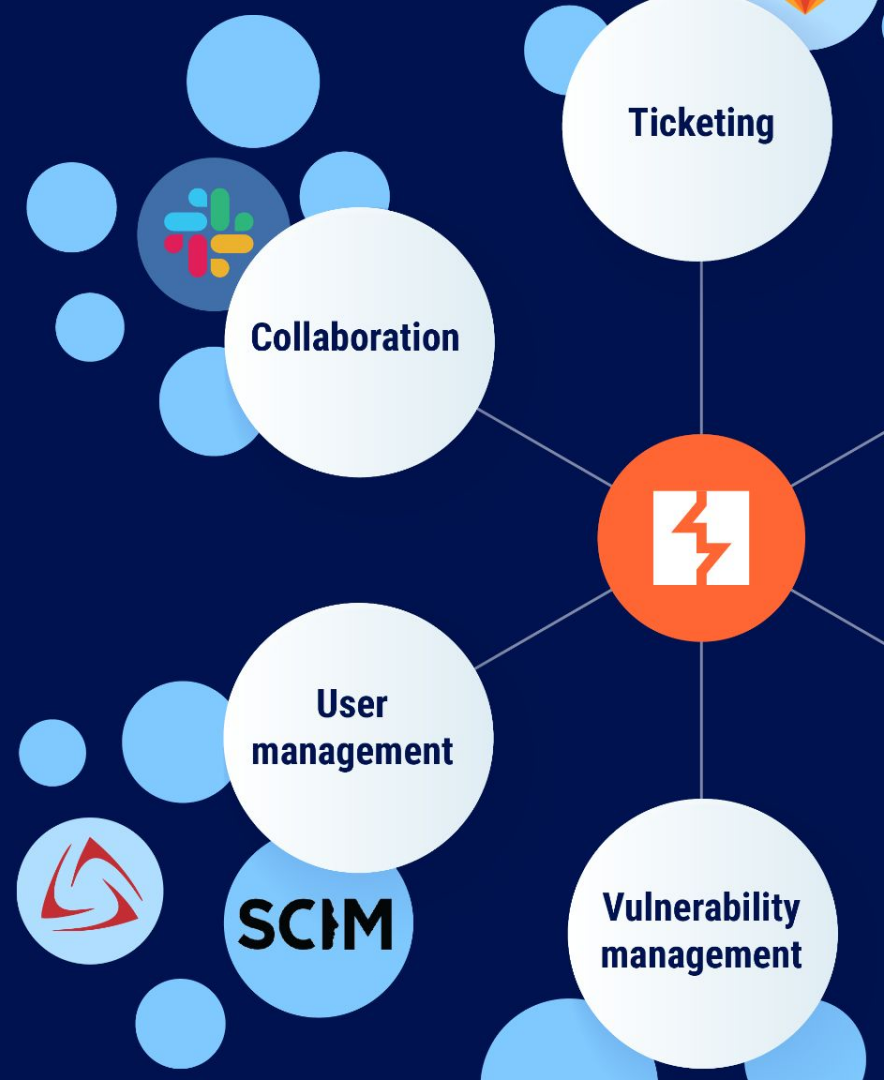 Ticketing
Collaboration
User
management
SCIM
Vulnerability
management